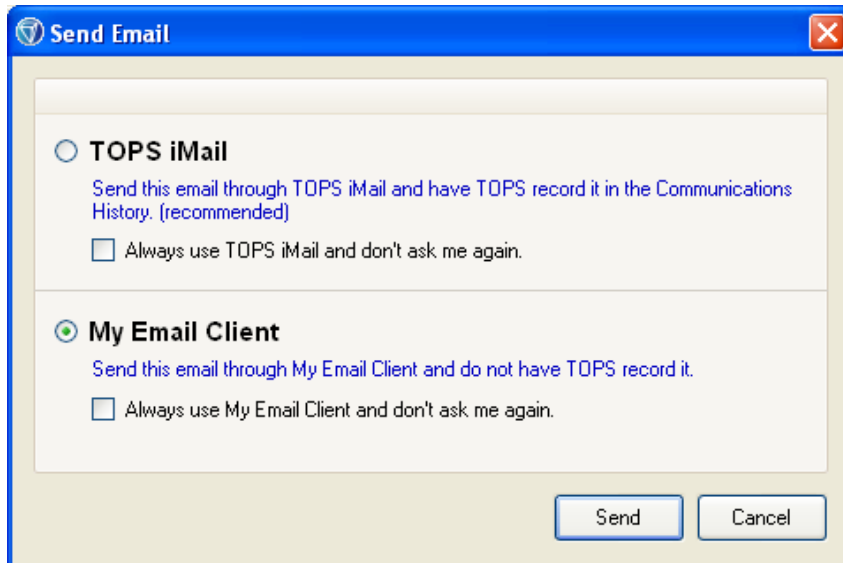 Send Email
TOPS iMail
Send this email through TOPS iMail and have TOPS record it in the Communications
History. (recommended)
Always use TOPS iMail and don't ask me again.
My Email Client
Send this email through My Email Client and do not have TOPS record it.
Always use My Email Client and don't ask me again.
Send
Cancel